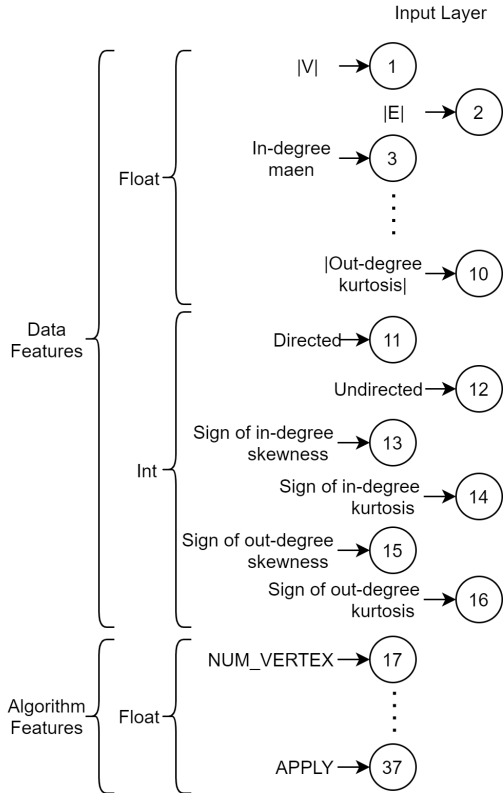 Input Layer
|V|
1
|E|
2
In-degree
maen
3
Float
|Out-degree
kurtosis|
10
Data
Features
Directed
11
Undirected
12
Sign of in-degree
skewness
13
Int
Sign of in-degree
kurtosis
14
Sign of out-degree
skewness
15
Sign of out-degree
kurtosis
16
NUM_VERTEX
17
Algorithm
Features
Float
APPLY
37